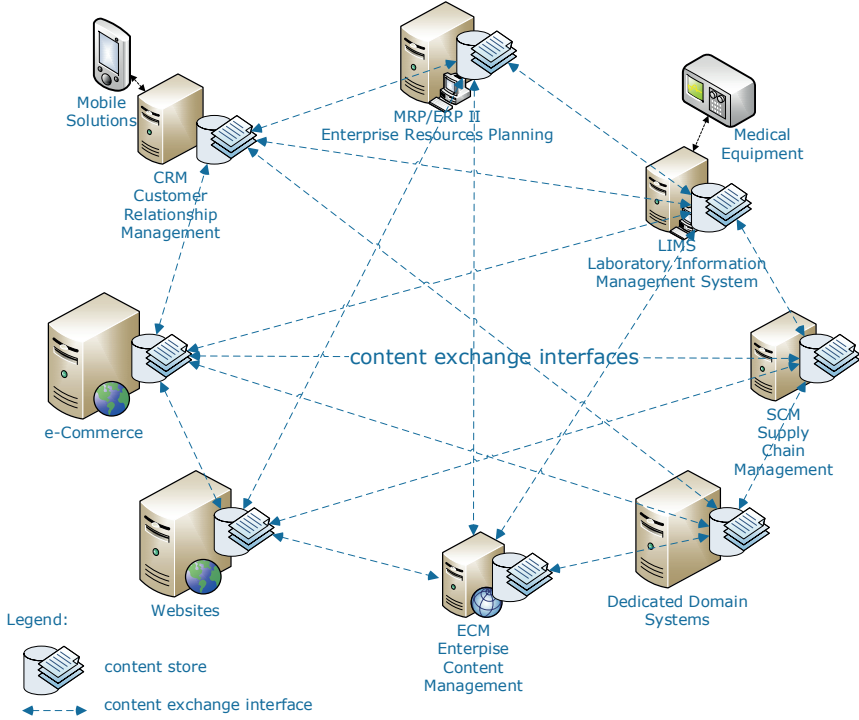 Mobile
Solutions
MRP/ERP II
Enterprise Resources Planning
Medical
Equipment
CRM
Customer
Relationship
Management
LIMS
Laboratory Information
Management System
content exchange interfaces
e-Commerce
SCM
Supply
Chain
Management
Websites
ECM
Enterpise
Content
Management
Dedicated Domain
Systems
Legend:
content store
content exchange interface